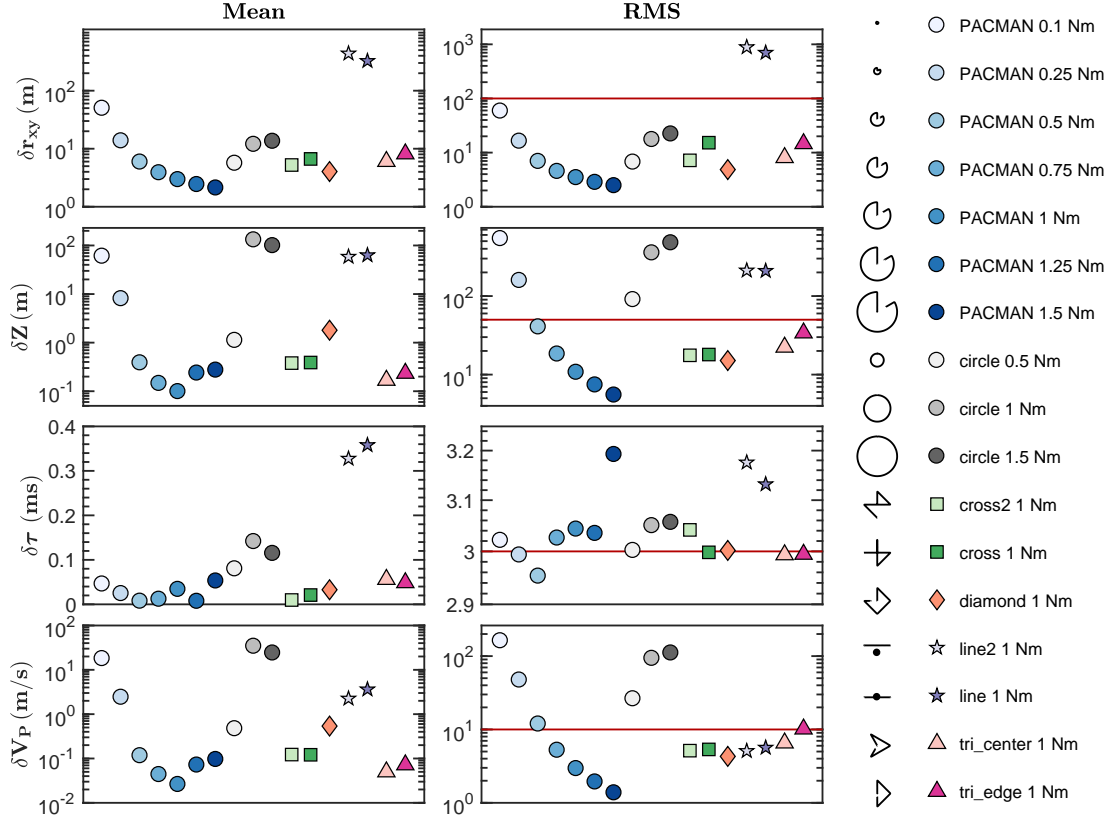 Mean
RMS
δr_xy (m)
10^2
10^1
10^0
10^3
10^2
10^1
10^0
δZ (m)
10^2
10^1
10^0
10^-1
10^2
10^1
δτ (ms)
0.4
0.3
0.2
0.1
0
3.2
3.1
3
2.9
δV_P (m/s)
10^2
10^1
10^0
10^-1
10^-2
10^2
10^1
10^0
PACMAN 0.1 Nm
PACMAN 0.25 Nm
PACMAN 0.5 Nm
PACMAN 0.75 Nm
PACMAN 1 Nm
PACMAN 1.25 Nm
PACMAN 1.5 Nm
circle 0.5 Nm
circle 1 Nm
circle 1.5 Nm
cross2 1 Nm
cross 1 Nm
diamond 1 Nm
line2 1 Nm
line 1 Nm
tri_center 1 Nm
tri_edge 1 Nm